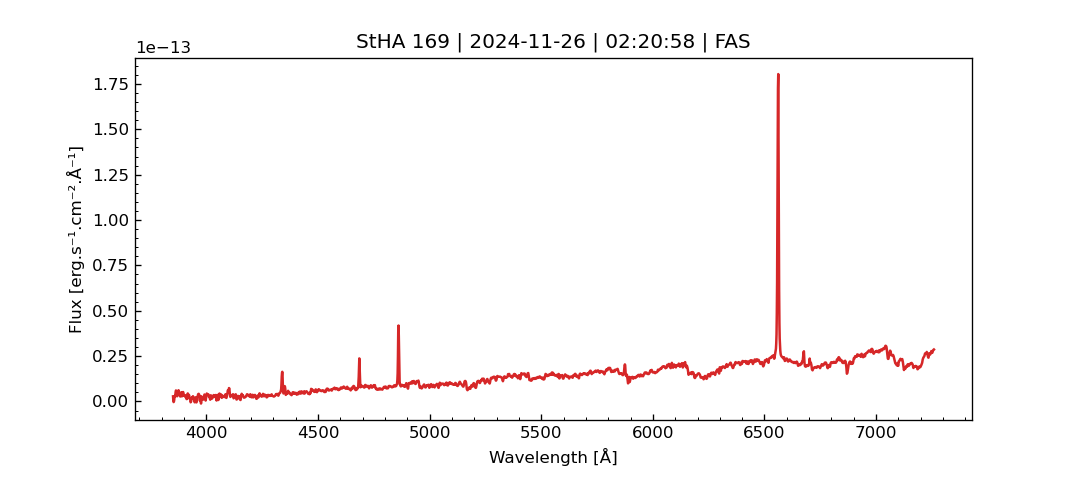 StHA 169 | 2024-11-26 | 02:20:58 | FAS
1e−13
1.75
1.50
1.25
1.00
0.75
0.50
0.25
0.00
Flux [erg.s⁻¹.cm⁻².Å⁻¹]
4000 4500 5000 5500 6000 6500 7000
Wavelength [Å]